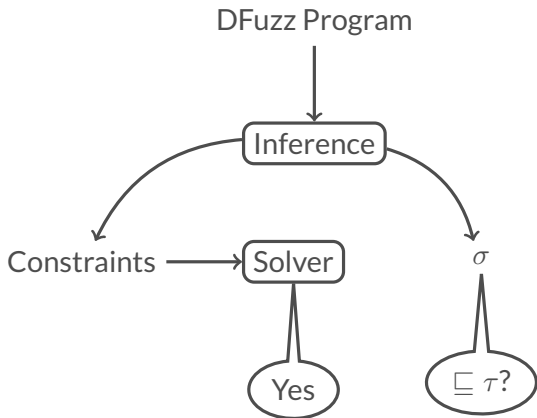 DFuzz Program
Inference
Constraints
Solver
σ
Yes
⊑ τ?